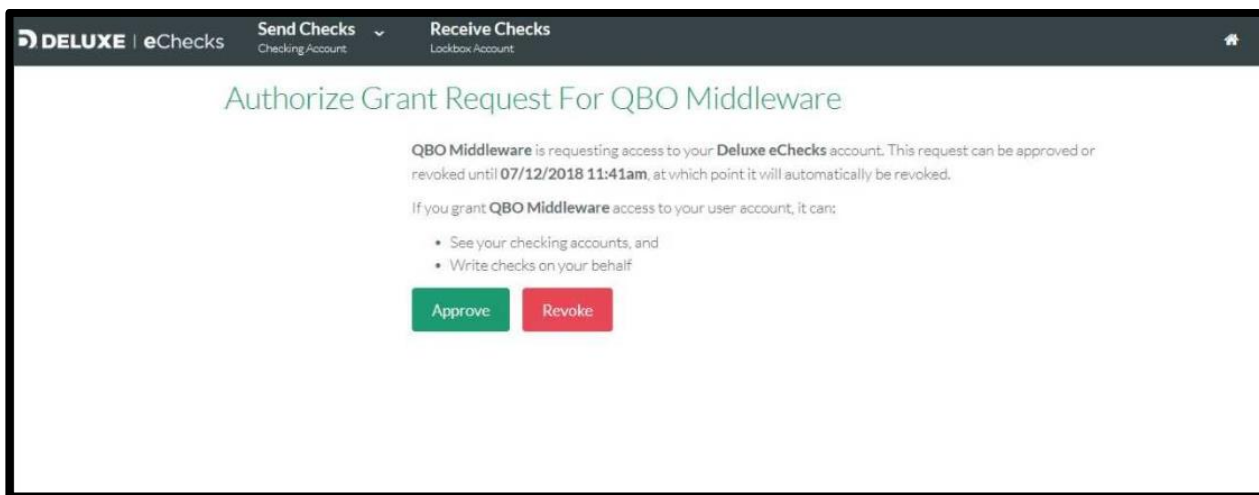 DELUXE | eChecks
Send Checks
Checking Account
Receive Checks
Lockbox Account
Authorize Grant Request For QBO Middleware
QBO Middleware is requesting access to your Deluxe eChecks account. This request can be approved or
revoked until 07/12/2018 11:41am, at which point it will automatically be revoked.
If you grant QBO Middleware access to your user account, it can:
• See your checking accounts, and
• Write checks on your behalf
Approve
Revoke